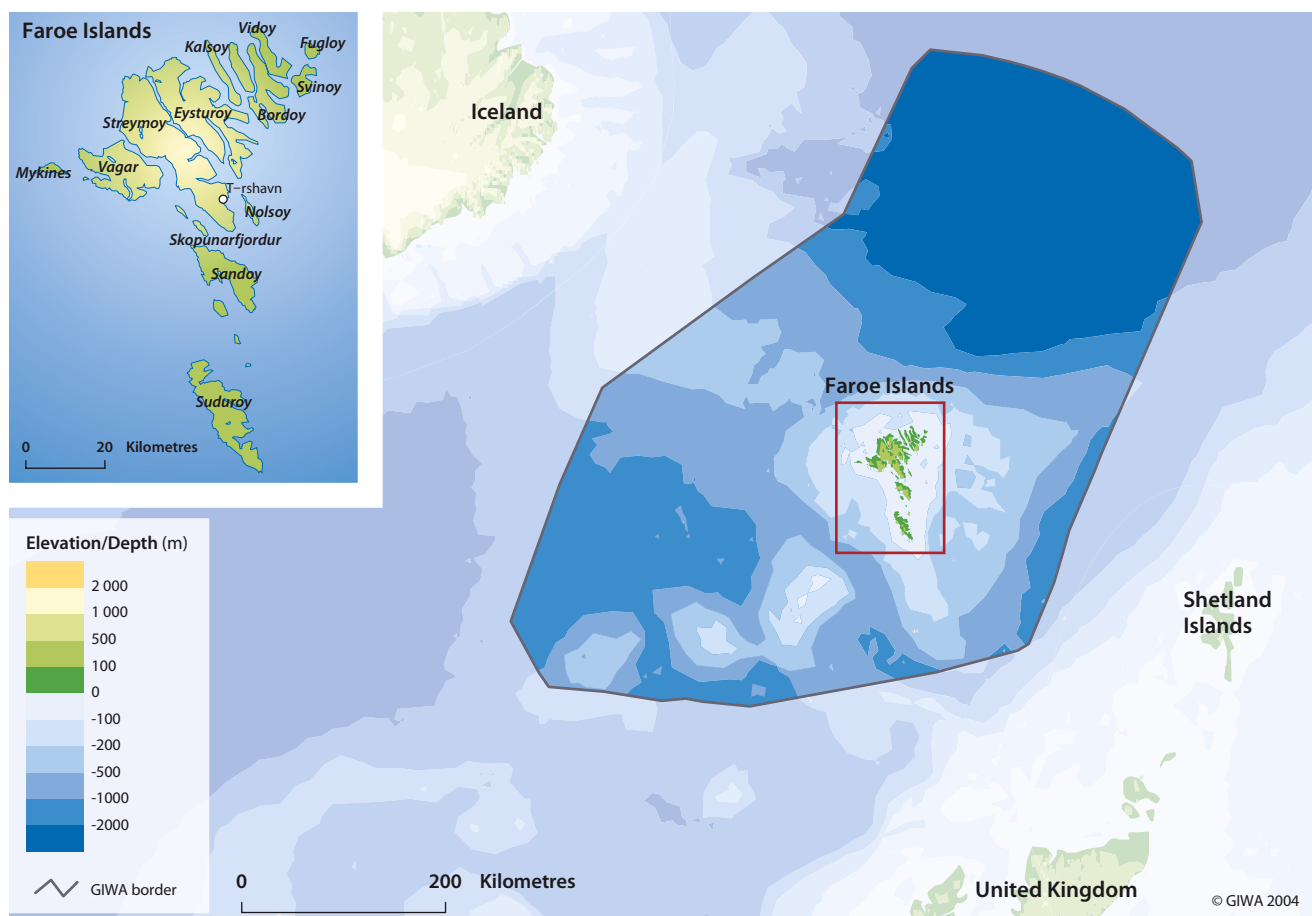 Faroe Islands
Vidoy
Kalsoy
Fugloy
Svinoy
Eysturoy
Bordoy
Streymoy
Vagar
Mykines
T–rshavn
Nolsoy
Skopunarfjordur
Sandoy
Suduroy
0 20 Kilometres
Iceland
Faroe Islands
Shetland
Islands
United Kingdom
Elevation/Depth (m)
2 000
1 000
500
100
0
-100
-200
-500
-1000
-2000
GIWA border
0 200 Kilometres
© GIWA 2004